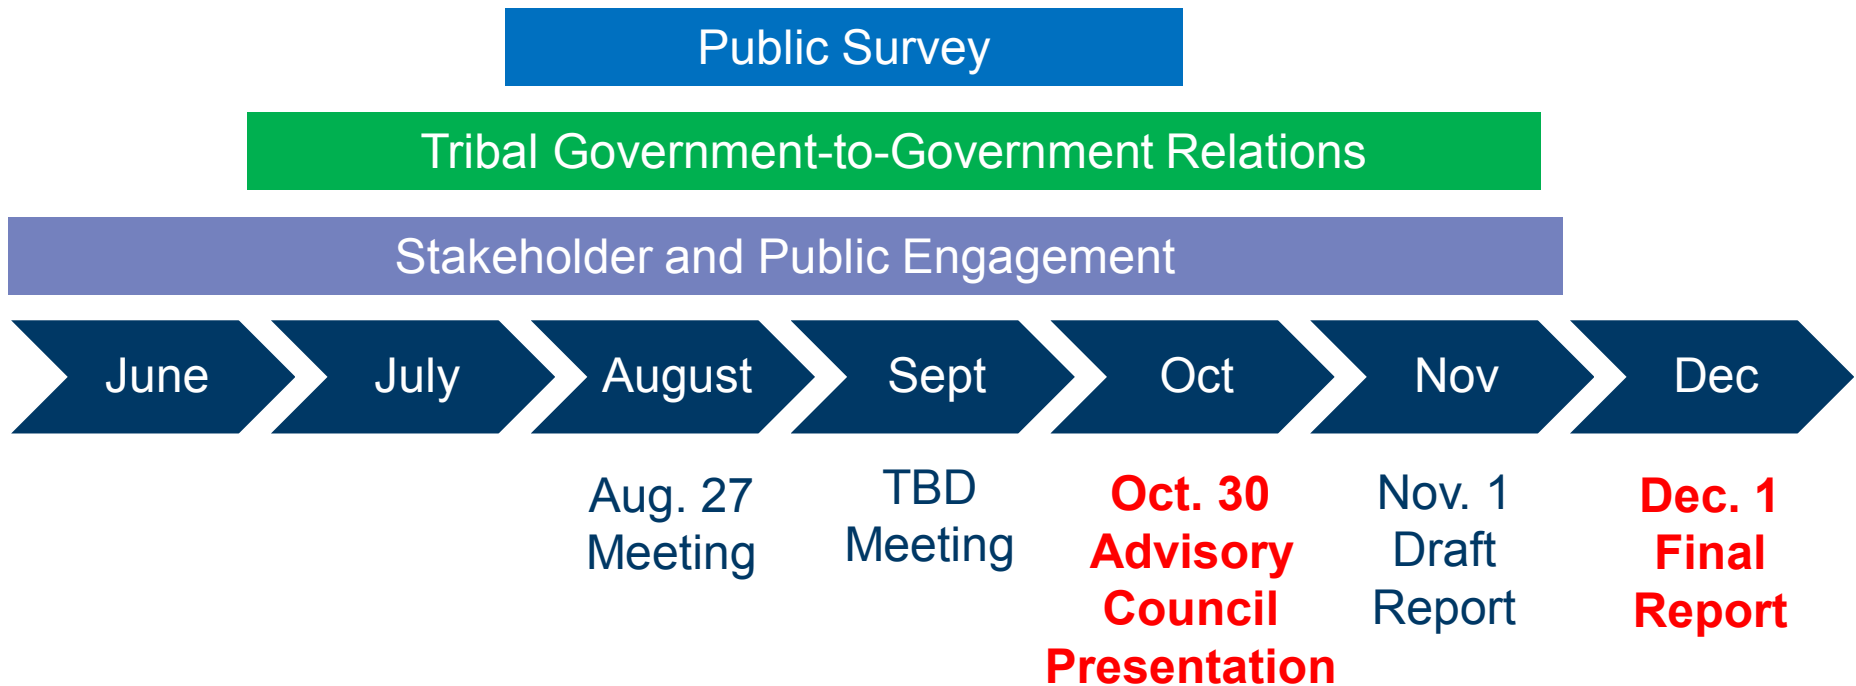 Public Survey
Tribal Government-to-Government Relations
Stakeholder and Public Engagement
June
July
August
Sept
Oct
Nov
Dec
Aug. 27
Meeting
TBD
Meeting
Oct. 30
Advisory
Council
Presentation
Nov. 1
Draft
Report
Dec. 1
Final
Report